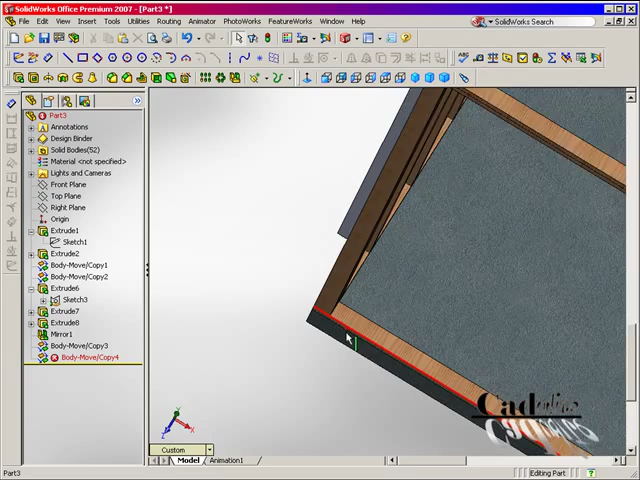 SolidWorks Office Premium 2007 - [Part3 *]
File Edit View Insert Tools Utilities Routing Animator PhotoWorks FeatureWorks Window Help
SolidWorks Search
Part3
Annotations
Design Binder
Solid Bodies(52)
Material <not specified>
Lights and Cameras
Front Plane
Top Plane
Right Plane
Origin
Extrude1
Sketch1
Extrude2
Body-Move/Copy1
Body-Move/Copy2
Extrude6
Sketch3
Extrude7
Extrude8
Mirror1
Body-Move/Copy3
Body-Move/Copy4
Custom
Model Animation1
Part3
Editing Part